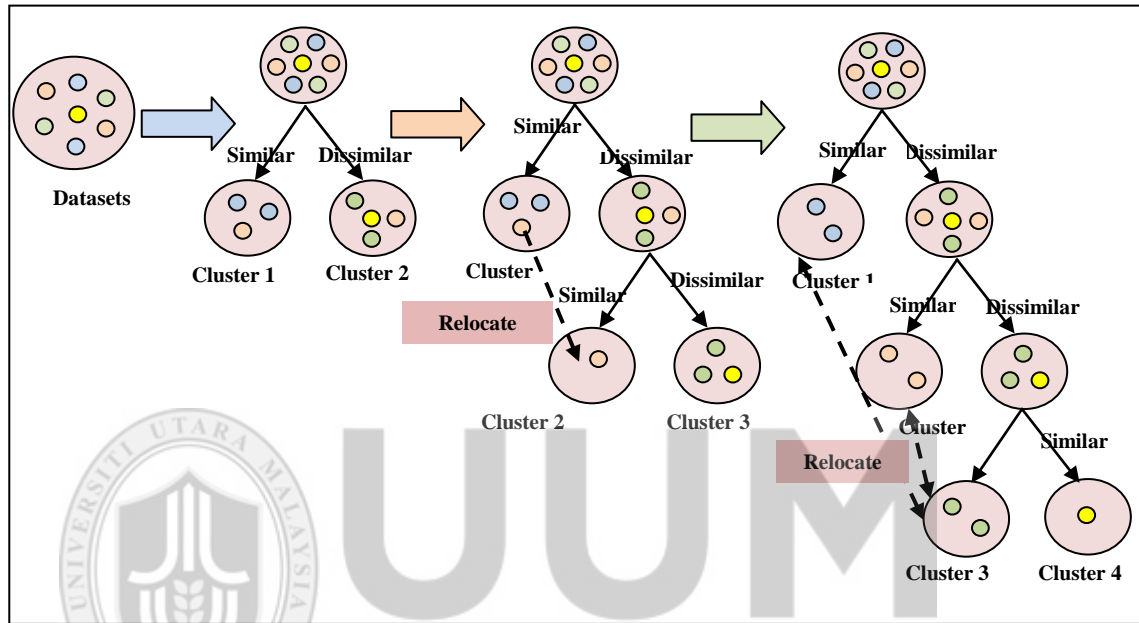 Datasets
Similar
Dissimilar
Cluster 1
Cluster 2
Similar
Dissimilar
Cluster
Relocate
Similar
Dissimilar
Cluster 2
Cluster 3
Similar
Dissimilar
Cluster 1
Similar
Dissimilar
Cluster
Relocate
Similar
Cluster 3
Cluster 4
UNIVERSITI UTARA MALAYSIA
UUM